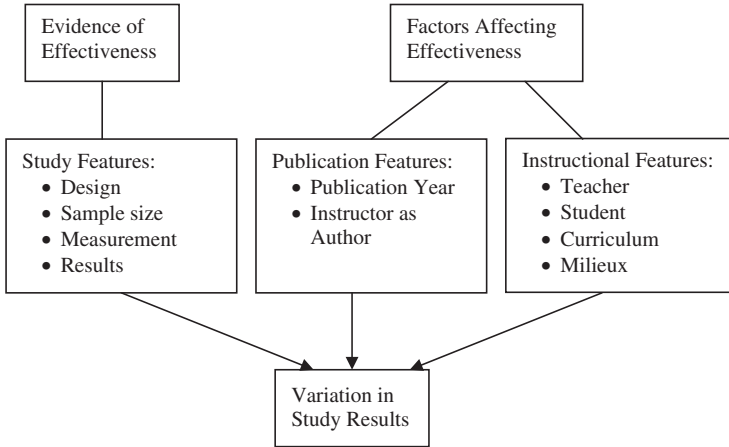 Evidence of
Effectiveness
Factors Affecting
Effectiveness
Study Features:
• Design
• Sample size
• Measurement
• Results
Publication Features:
• Publication Year
• Instructor as
Author
Instructional Features:
• Teacher
• Student
• Curriculum
• Milieux
Variation in
Study Results